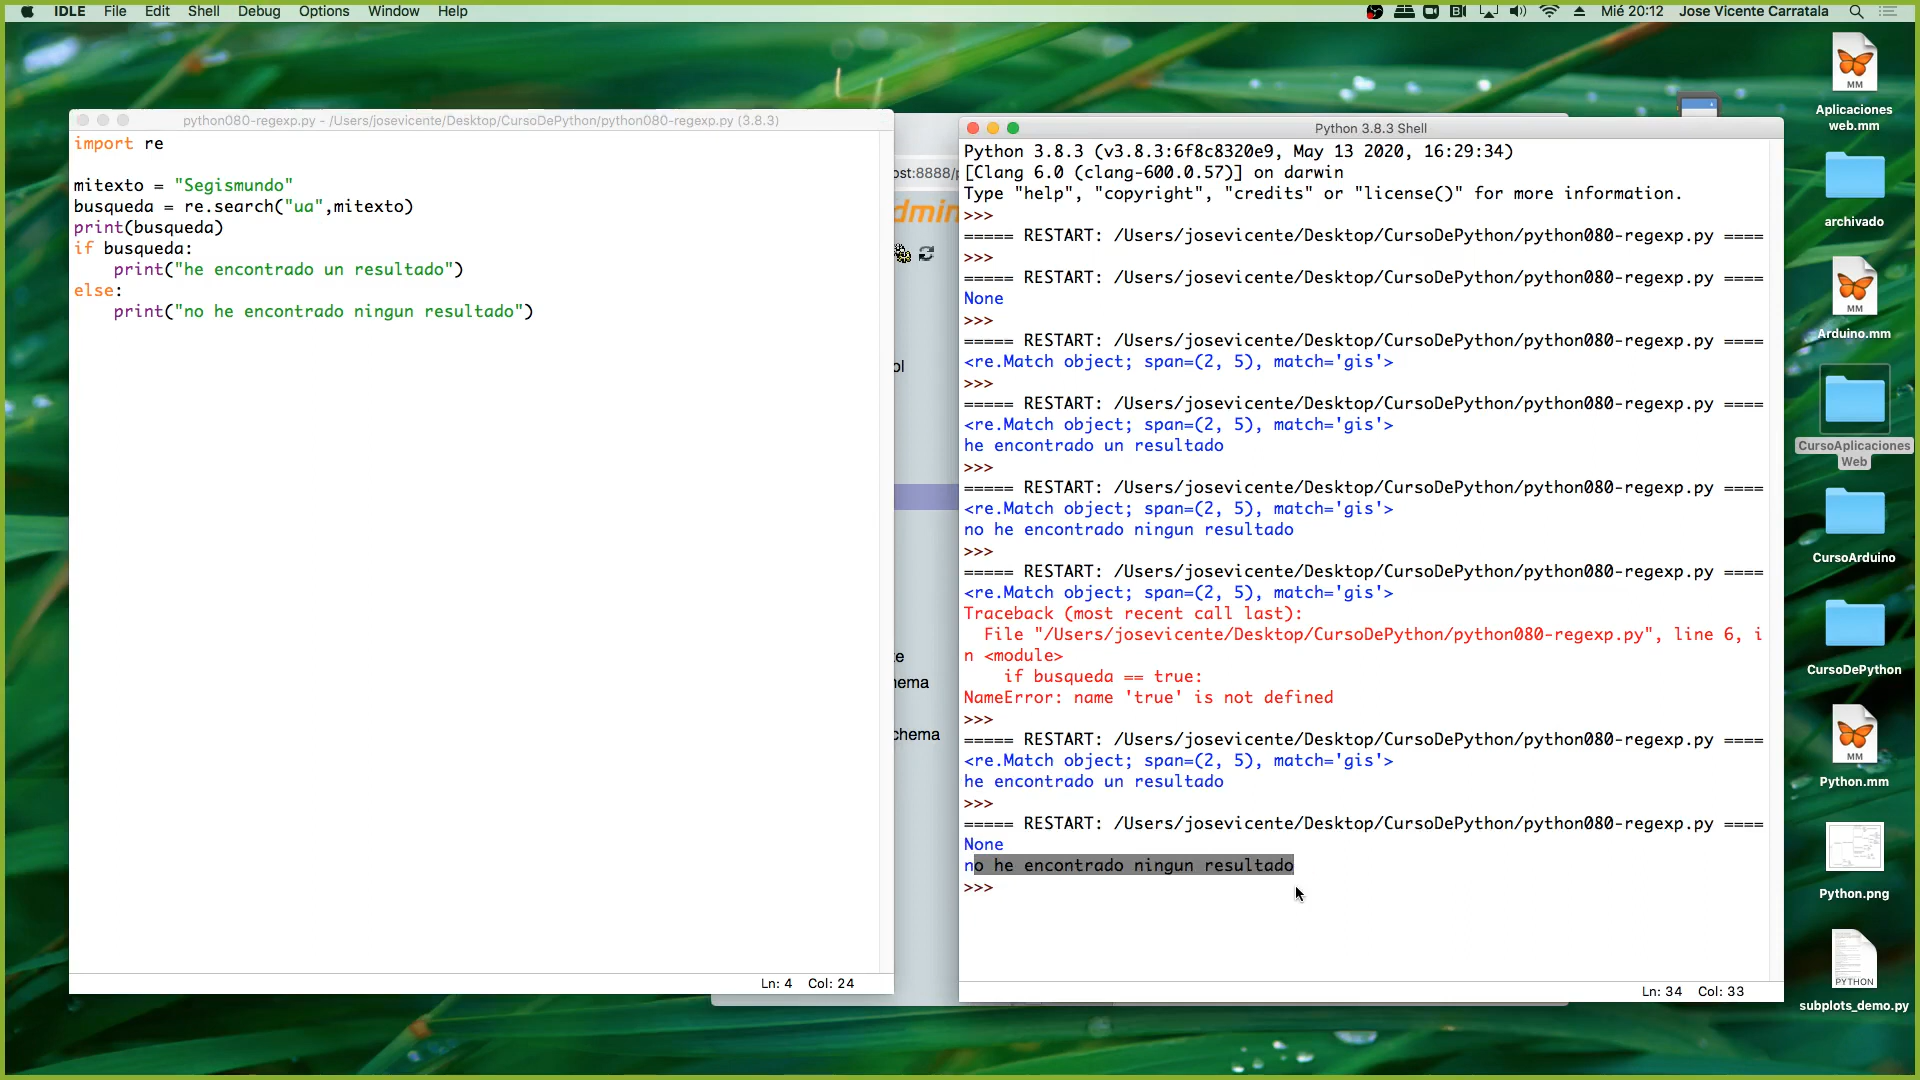 IDLE File Edit Shell Debug Options Window Help
Mié 20:12 Jose Vicente Carratala
python080-regexp.py - /Users/josevicente/Desktop/CursoDePython/python080-regexp.py (3.8.3)
import re
mitexto = "Segismundo"
busqueda = re.search("ua",mitexto)
print(busqueda)
if busqueda:
    print("he encontrado un resultado")
else:
    print("no he encontrado ningun resultado")
Ln: 4 Col: 24
ost:8888/
dmin
ol
hema
chema
Python 3.8.3 Shell
Python 3.8.3 (v3.8.3:6f8c8320e9, May 13 2020, 16:29:34)
[Clang 6.0 (clang-600.0.57)] on darwin
Type "help", "copyright", "credits" or "license()" for more information.
>>>
===== RESTART: /Users/josevicente/Desktop/CursoDePython/python080-regexp.py ====
>>>
===== RESTART: /Users/josevicente/Desktop/CursoDePython/python080-regexp.py ====
None
>>>
===== RESTART: /Users/josevicente/Desktop/CursoDePython/python080-regexp.py ====
<re.Match object; span=(2, 5), match='gis'>
>>>
===== RESTART: /Users/josevicente/Desktop/CursoDePython/python080-regexp.py ====
<re.Match object; span=(2, 5), match='gis'>
he encontrado un resultado
>>>
===== RESTART: /Users/josevicente/Desktop/CursoDePython/python080-regexp.py ====
<re.Match object; span=(2, 5), match='gis'>
no he encontrado ningun resultado
>>>
===== RESTART: /Users/josevicente/Desktop/CursoDePython/python080-regexp.py ====
<re.Match object; span=(2, 5), match='gis'>
Traceback (most recent call last):
  File "/Users/josevicente/Desktop/CursoDePython/python080-regexp.py", line 6, i
n <module>
    if busqueda == true:
NameError: name 'true' is not defined
>>>
===== RESTART: /Users/josevicente/Desktop/CursoDePython/python080-regexp.py ====
<re.Match object; span=(2, 5), match='gis'>
he encontrado un resultado
>>>
===== RESTART: /Users/josevicente/Desktop/CursoDePython/python080-regexp.py ====
None
no he encontrado ningun resultado
>>>
Ln: 34 Col: 33
MM
Aplicaciones
web.mm
archivado
MM
Arduino.mm
CursoAplicaciones
Web
CursoArduino
CursoDePython
MM
Python.mm
Python.png
PYTHON
subplots_demo.py